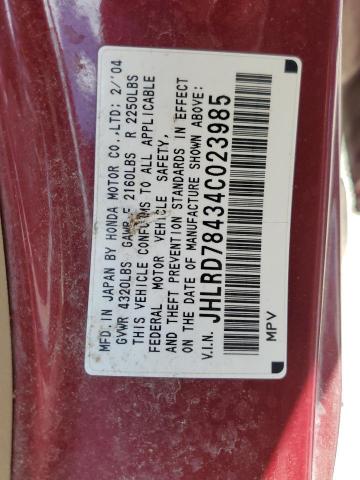 MFD. IN JAPAN BY HONDA MOTOR CO.,LTD: 2/'04
GVWR 4320LBS GAWR F 2160LBS R 2250LBS
THIS VEHICLE CONFORMS TO ALL APPLICABLE
FEDERAL MOTOR VEHICLE SAFETY,
AND THEFT PREVENTION STANDARDS IN EFFECT
ON THE DATE OF MANUFACTURE SHOWN ABOVE:
V.I.N. JHLRD78434C023985
MPV